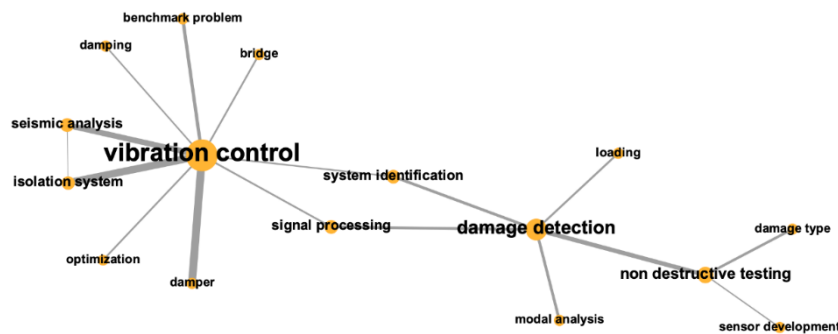 benchmark problem
damping
bridge
seismic analysis
vibration control
loading
isolation system
system identification
signal processing
damage detection
damage type
optimization
non destructive testing
damper
modal analysis
sensor development